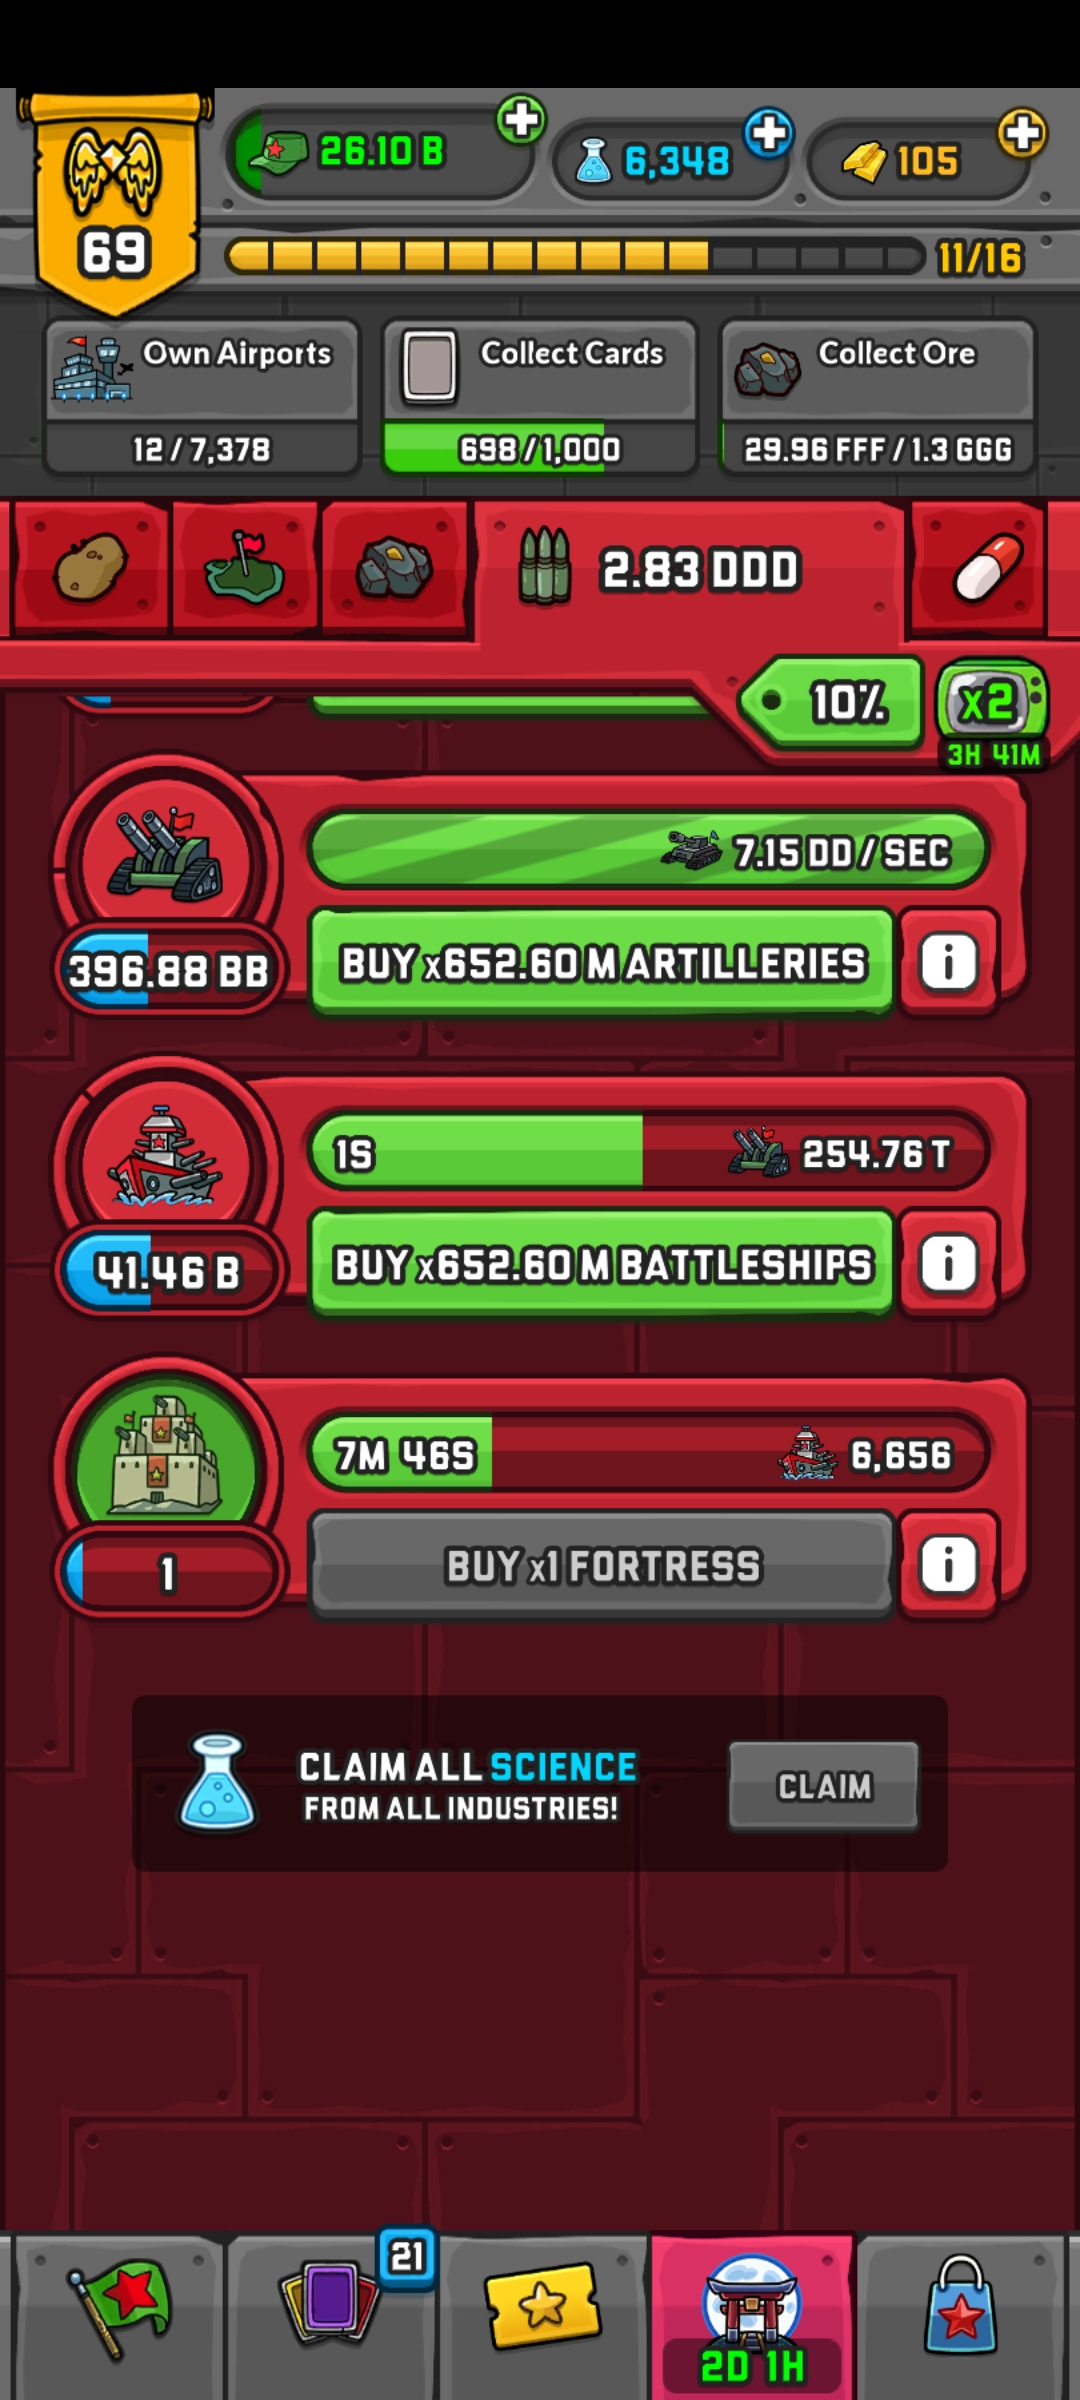 69
26.10 B
6,348
105
11/16
Own Airports
12 / 7,378
Collect Cards
698 / 1,000
Collect Ore
29.96 FFF / 1.3 GGG
2.83 DDD
10%
x2
3H 41M
7.15 DD / SEC
396.88 BB
BUY x652.60 M ARTILLERIES
i
1S
254.76 T
41.46 B
BUY x652.60 M BATTLESHIPS
i
7M 46S
6,656
1
BUY x1 FORTRESS
i
CLAIM ALL SCIENCE
FROM ALL INDUSTRIES!
CLAIM
21
2D 1H